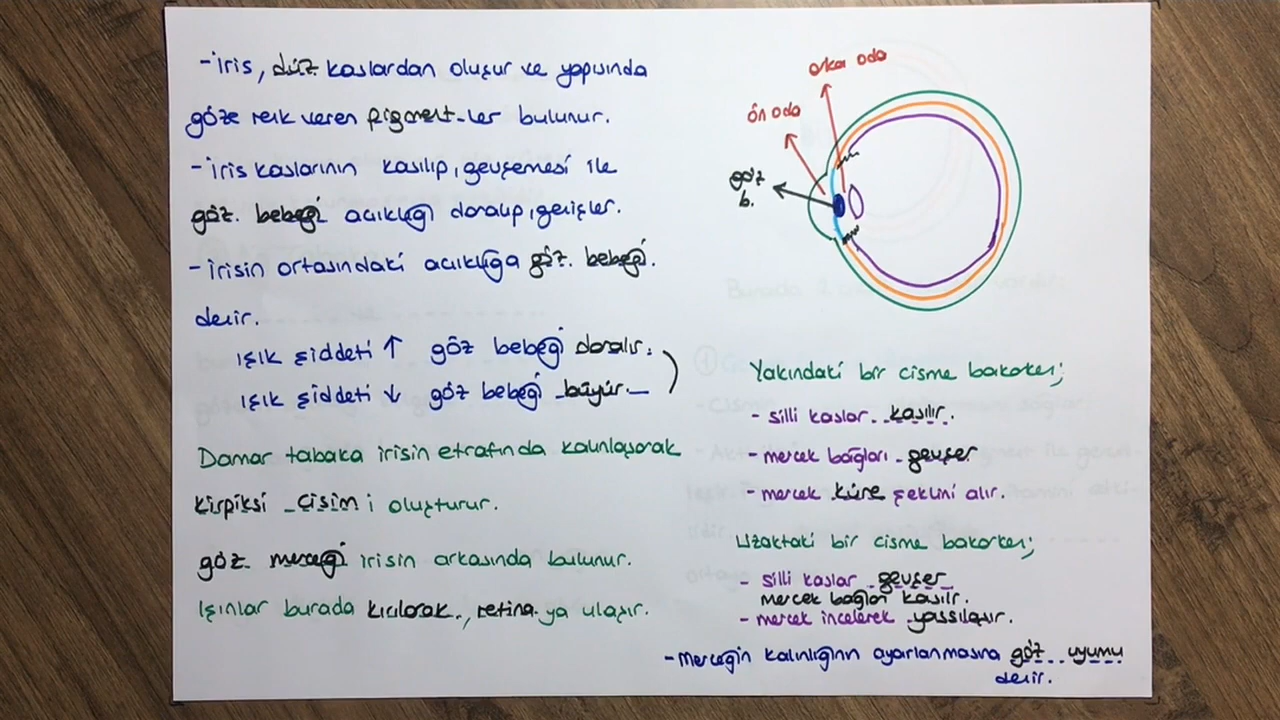 -İris, düz kaslardan oluşur ve yapısında
göze renk veren pigment-ler bulunur.
-İris kaslarının kasılıp, gevşemesi ile
göz bebeği açıklığı daralıp, genişler.
-İrisin ortasındaki açıklığa göz bebeği
denir.
ışık şiddeti ↑ göz bebeği daralır.
ışık şiddeti ↓ göz bebeği büyür.
Damar tabaka irisin etrafında kalınlaşarak
kirpiksi cisim i oluşturur.
göz merceği irisin arkasında bulunur.
Işınlar burada kırılarak, retina ya ulaşır.
arka oda
ön oda
göz
b.
Yakındaki bir cisme bakarken;
- silli kaslar kasılır.
- mercek bağları gevşer
- mercek küre şeklini alır.
Uzaktaki bir cisme bakarken;
- silli kaslar gevşer
mercek bağları kasılır.
- mercek incelerek yassılaşır.
-Merceğin kalınlığının ayarlanmasına göz uyumu
denir.